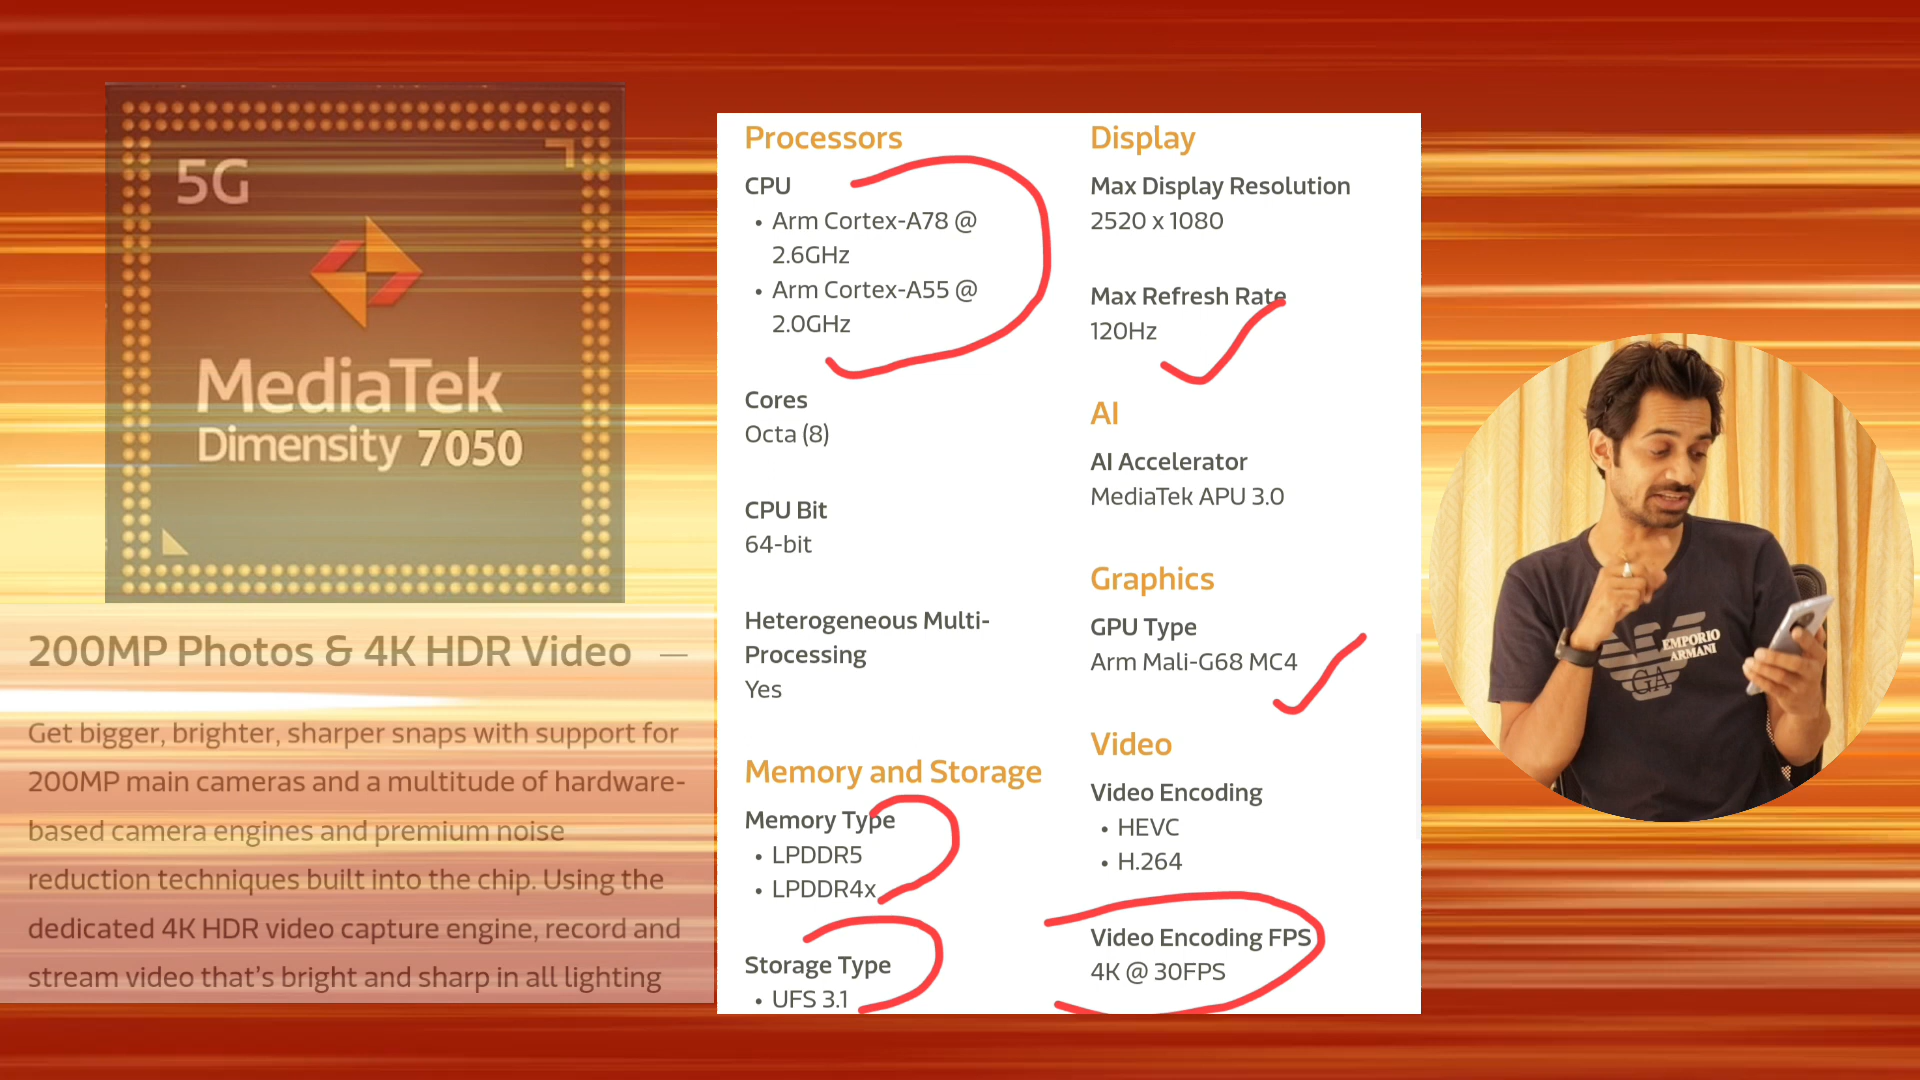 5G
MediaTek
Dimensity 7050
200MP Photos & 4K HDR Video —
Get bigger, brighter, sharper snaps with support for
200MP main cameras and a multitude of hardware-
based camera engines and premium noise
reduction techniques built into the chip. Using the
dedicated 4K HDR video capture engine, record and
stream video that’s bright and sharp in all lighting
Processors
CPU
• Arm Cortex-A78 @
2.6GHz
• Arm Cortex-A55 @
2.0GHz
Cores
Octa (8)
CPU Bit
64-bit
Heterogeneous Multi-
Processing
Yes
Memory and Storage
Memory Type
• LPDDR5
• LPDDR4x
Storage Type
• UFS 3.1
Display
Max Display Resolution
2520 x 1080
Max Refresh Rate
120Hz
AI
AI Accelerator
MediaTek APU 3.0
Graphics
GPU Type
Arm Mali-G68 MC4
Video
Video Encoding
• HEVC
• H.264
Video Encoding FPS
4K @ 30FPS
EMPORIO
ARMANI
GA